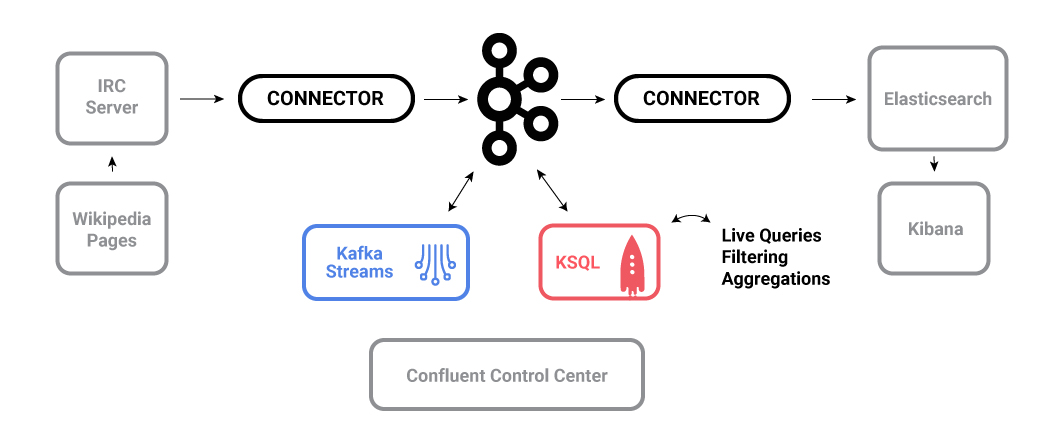 IRC
Server
CONNECTOR
CONNECTOR
Elasticsearch
Wikipedia
Pages
Kafka
Streams
KSQL
Live Queries
Filtering
Aggregations
Kibana
Confluent Control Center